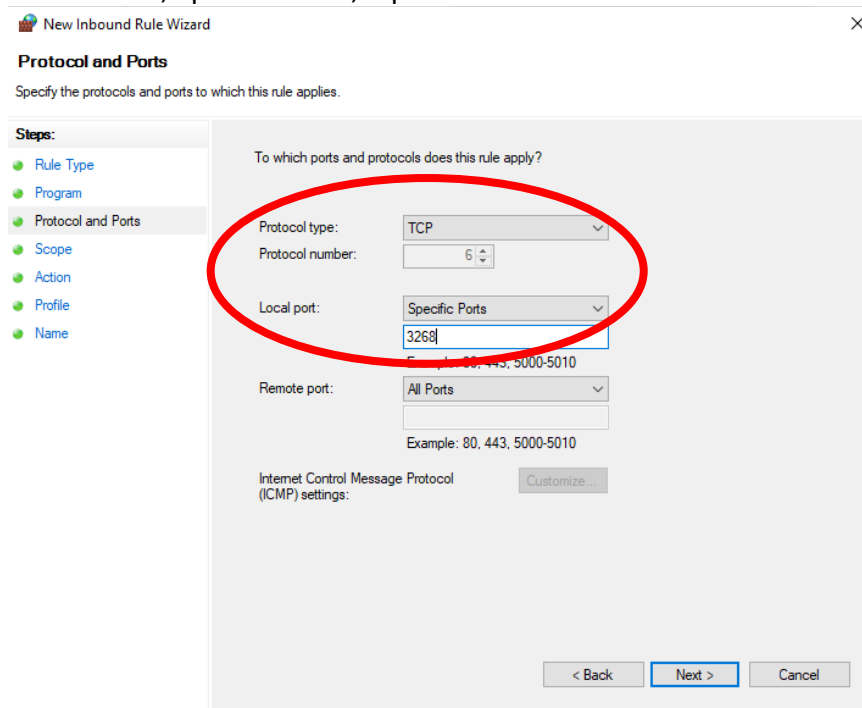 New Inbound Rule Wizard
Protocol and Ports
Specify the protocols and ports to which this rule applies.
Steps:
Rule Type
Program
Protocol and Ports
Scope
Action
Profile
Name
To which ports and protocols does this rule apply?
Protocol type: TCP
Protocol number: 6
Local port: Specific Ports
3268
443, 5000-5010
Remote port: All Ports
Example: 80, 443, 5000-5010
Internet Control Message Protocol Customize...
(ICMP) settings:
< Back Next > Cancel